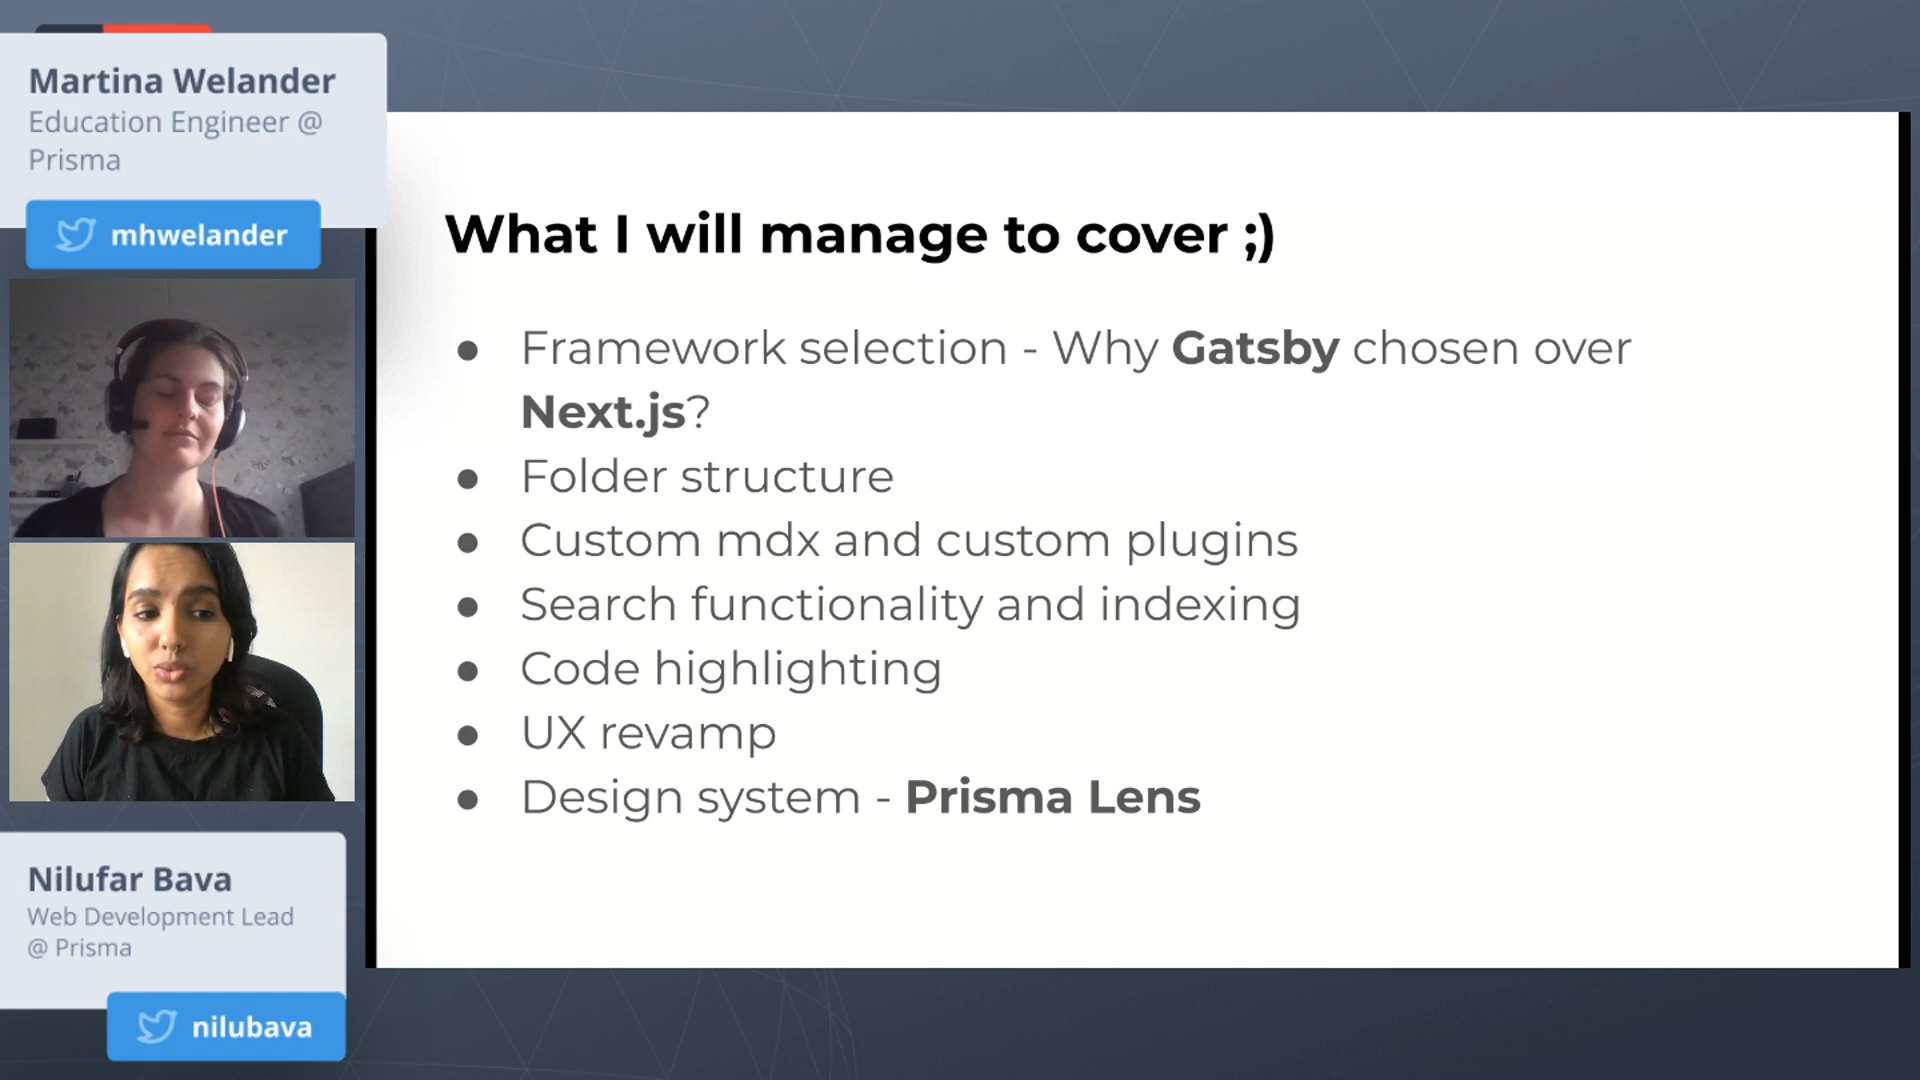 Martina Welander
Education Engineer @
Prisma
mhwelander
What I will manage to cover ;)
● Framework selection - Why Gatsby chosen over
Next.js?
● Folder structure
● Custom mdx and custom plugins
● Search functionality and indexing
● Code highlighting
● UX revamp
● Design system - Prisma Lens
Nilufar Bava
Web Development Lead
@ Prisma
nilubava